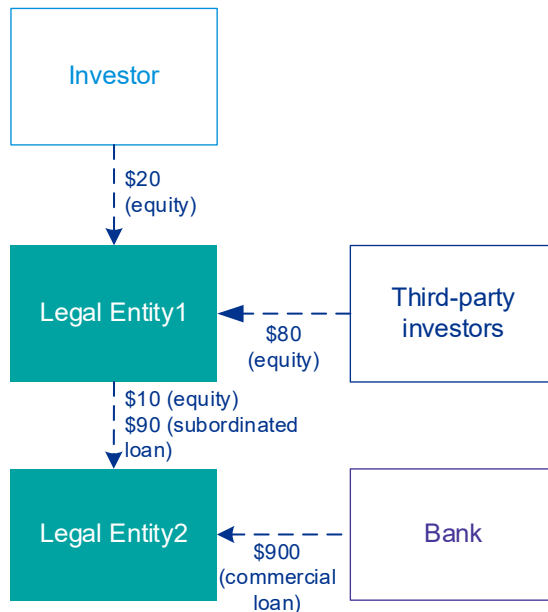 Investor
$20
(equity)
Legal Entity1
Third-party
investors
$80
(equity)
$10 (equity)
$90 (subordinated
loan)
Legal Entity2
Bank
$900
(commercial
loan)